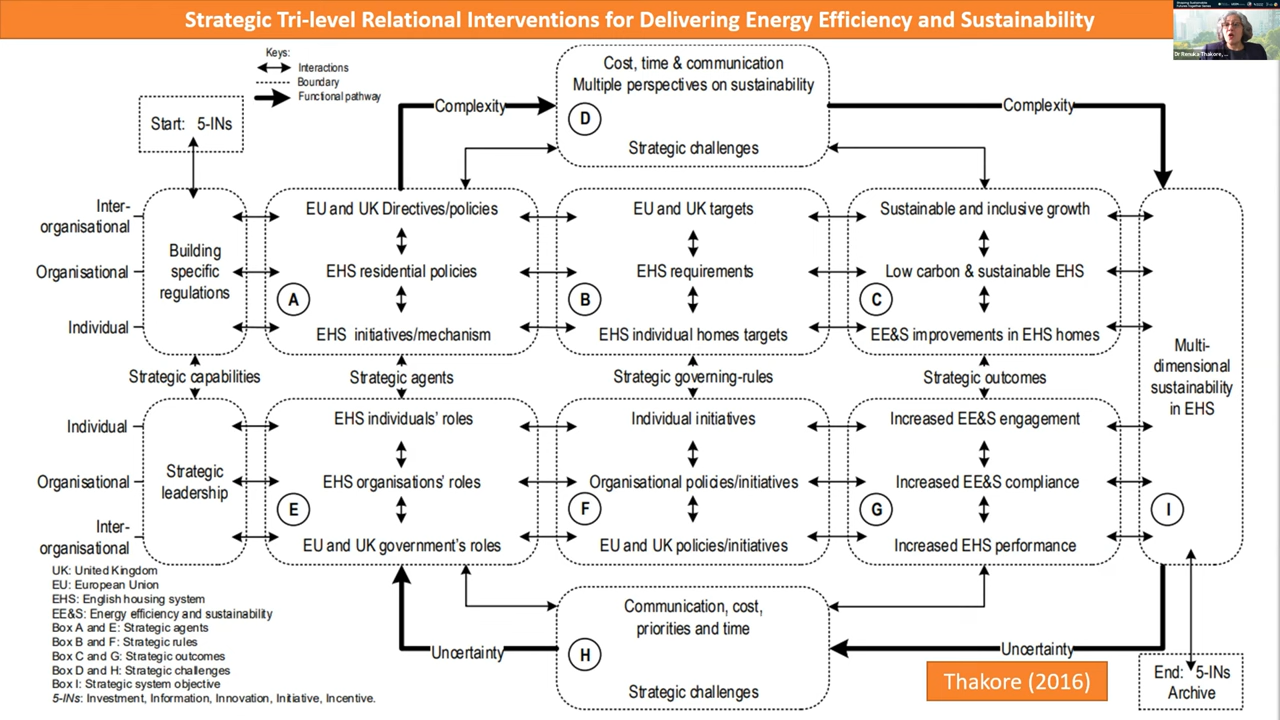 Strategic Tri-level Relational Interventions for Delivering Energy Efficiency and Sustainability
Dr Renuka Thakore, ...
Keys:
Interactions
Boundary
Functional pathway
Start: 5-INs
Complexity
Cost, time & communication
Multiple perspectives on sustainability
D
Strategic challenges
Complexity
Inter-
organisational
Organisational
Individual
Building
specific
regulations
EU and UK Directives/policies
EHS residential policies
A
EHS initiatives/mechanism
EU and UK targets
EHS requirements
B
EHS individual homes targets
Sustainable and inclusive growth
Low carbon & sustainable EHS
C
EE&S improvements in EHS homes
Multi-
dimensional
sustainability
in EHS
I
Strategic capabilities
Strategic agents
Strategic governing-rules
Strategic outcomes
Individual
Organisational
Inter-
organisational
Strategic
leadership
EHS individuals' roles
EHS organisations' roles
E
EU and UK government's roles
Individual initiatives
Organisational policies/initiatives
F
EU and UK policies/initiatives
Increased EE&S engagement
Increased EE&S compliance
G
Increased EHS performance
UK: United Kingdom
EU: European Union
EHS: English housing system
EE&S: Energy efficiency and sustainability
Box A and E: Strategic agents
Box B and F: Strategic rules
Box C and G: Strategic outcomes
Box D and H: Strategic challenges
Box I: Strategic system objective
5-INs: Investment, Information, Innovation, Initiative, Incentive.
Uncertainty
Communication, cost,
priorities and time
H
Strategic challenges
Uncertainty
Thakore (2016)
End: 5-INs
Archive